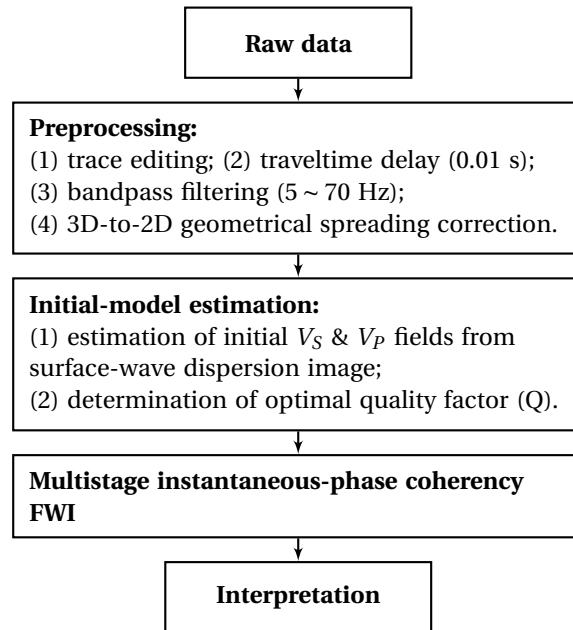 Raw data
Preprocessing:
(1) trace editing; (2) traveltime delay (0.01 s);
(3) bandpass filtering (5 ~ 70 Hz);
(4) 3D-to-2D geometrical spreading correction.
Initial-model estimation:
(1) estimation of initial V_S & V_P fields from
surface-wave dispersion image;
(2) determination of optimal quality factor (Q).
Multistage instantaneous-phase coherency
FWI
Interpretation